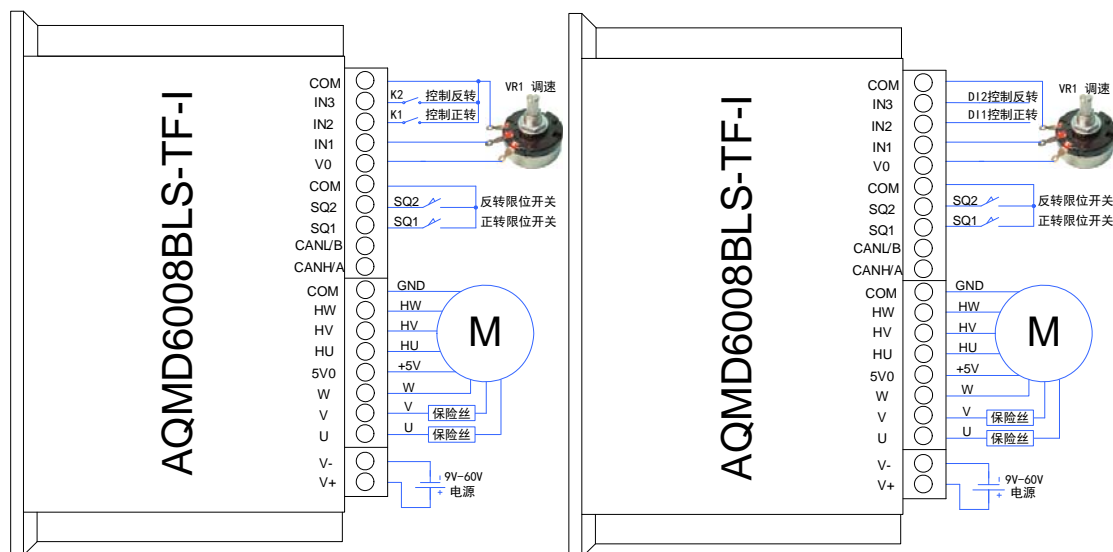 AQMD6008BLS-TF-I
COM
IN3
IN2
IN1
V0
COM
SQ2
SQ1
CANL/B
CANH/A
COM
HW
HV
HU
5V0
W
V
U
V-
V+
VR1 调速
K2 控制反转
K1 控制正转
SQ2 反转限位开关
SQ1 正转限位开关
GND
HW
HV
HU
+5V
W
V 保险丝
U 保险丝
M
- 9V-60V
+ 电源
AQMD6008BLS-TF-I
COM
IN3
IN2
IN1
V0
COM
SQ2
SQ1
CANL/B
CANH/A
COM
HW
HV
HU
5V0
W
V
U
V-
V+
VR1 调速
DI2控制反转
DI1控制正转
SQ2 反转限位开关
SQ1 正转限位开关
GND
HW
HV
HU
+5V
W
V 保险丝
U 保险丝
M
- 9V-60V
+ 电源